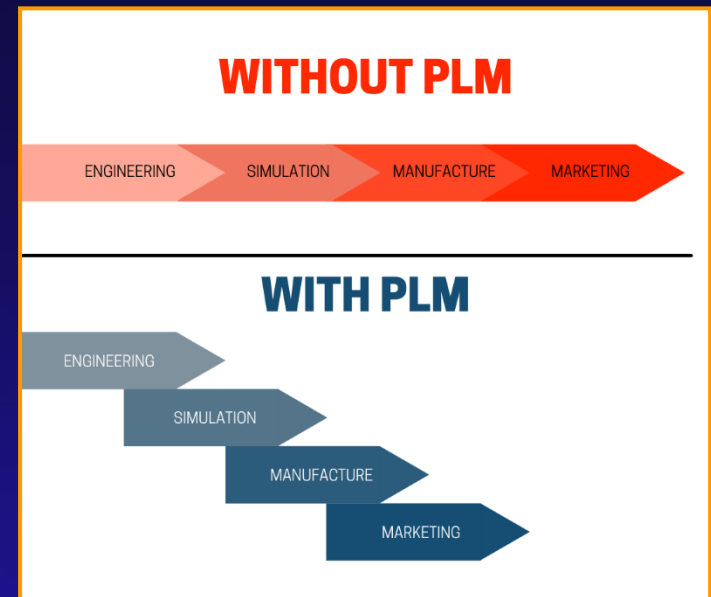 WITHOUT PLM
ENGINEERING SIMULATION MANUFACTURE MARKETING
WITH PLM
ENGINEERING
SIMULATION
MANUFACTURE
MARKETING